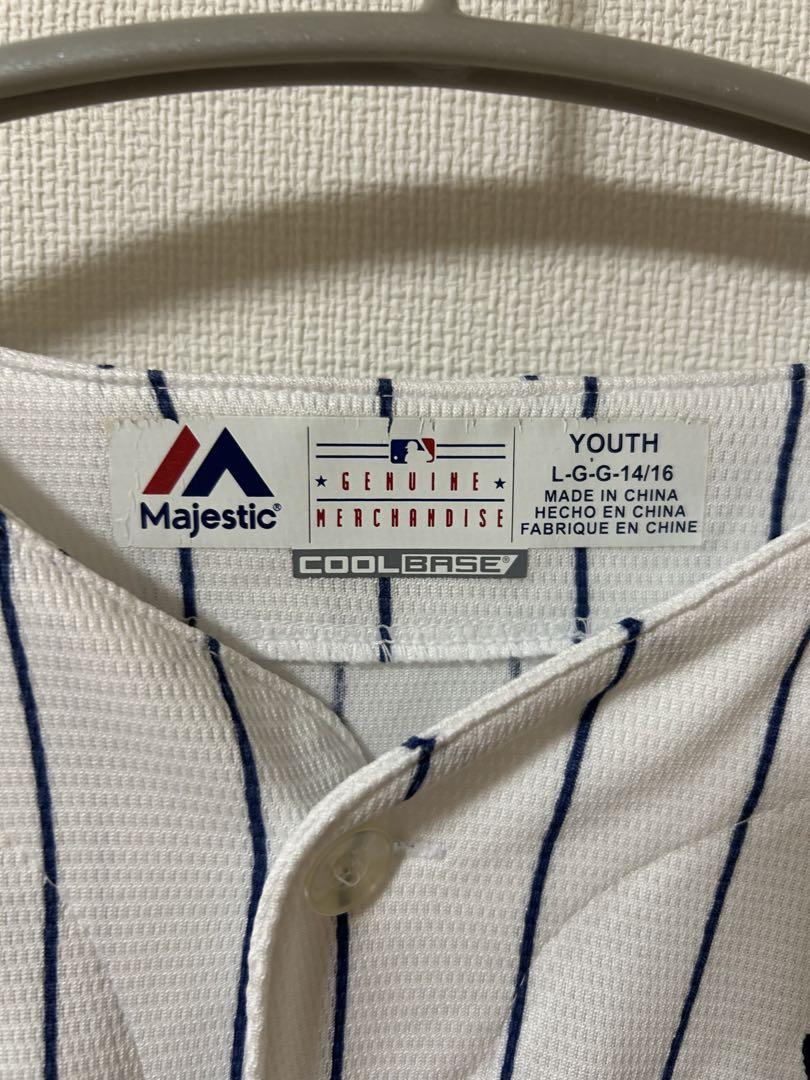 Majestic®
GENUINE
MERCHANDISE
YOUTH
L-G-G-14/16
MADE IN CHINA
HECHO EN CHINA
FABRIQUE EN CHINE
COOLBASE®